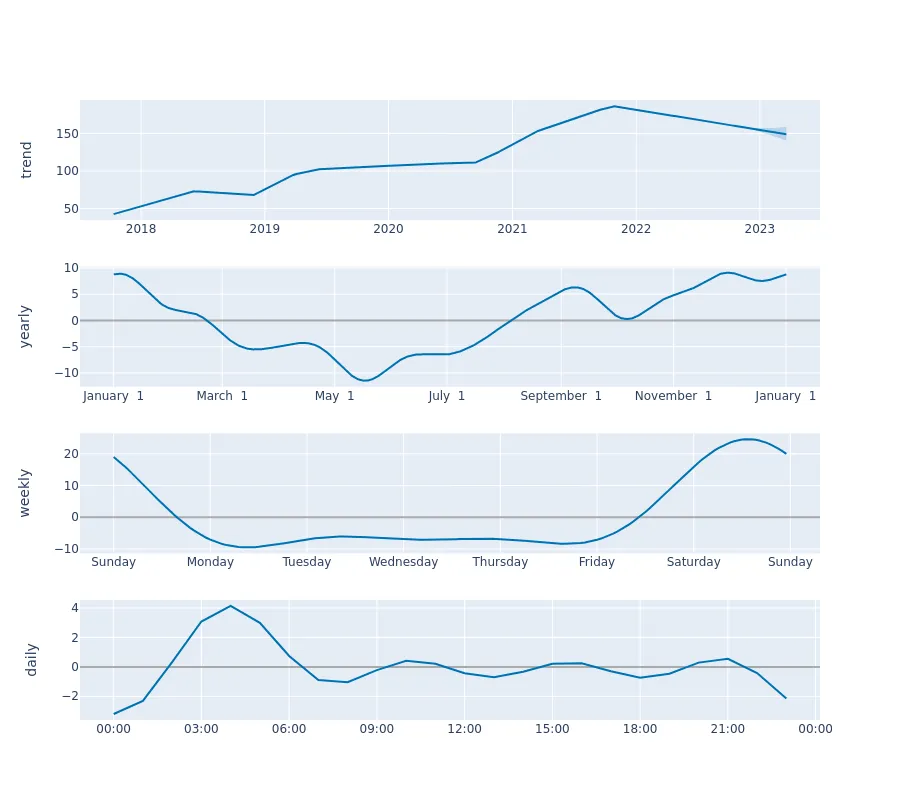 trend
150
100
50
2018 2019 2020 2021 2022 2023
yearly
10
5
0
−5
−10
January 1 March 1 May 1 July 1 September 1 November 1 January 1
weekly
20
10
0
−10
Sunday Monday Tuesday Wednesday Thursday Friday Saturday Sunday
daily
4
2
0
−2
00:00 03:00 06:00 09:00 12:00 15:00 18:00 21:00 00:00